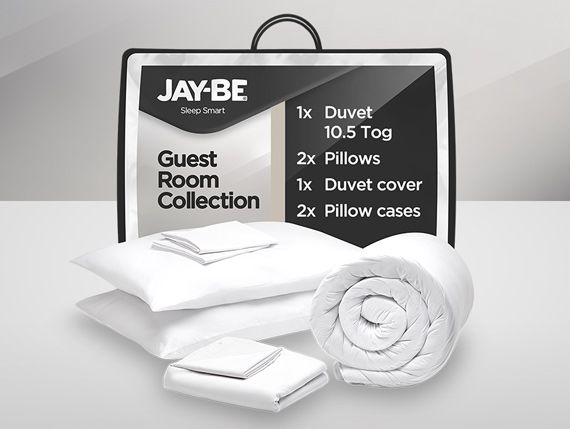 JAY-BE
Sleep Smart
Guest
Room
Collection
1x Duvet
10.5 Tog
2x Pillows
1x Duvet cover
2x Pillow cases